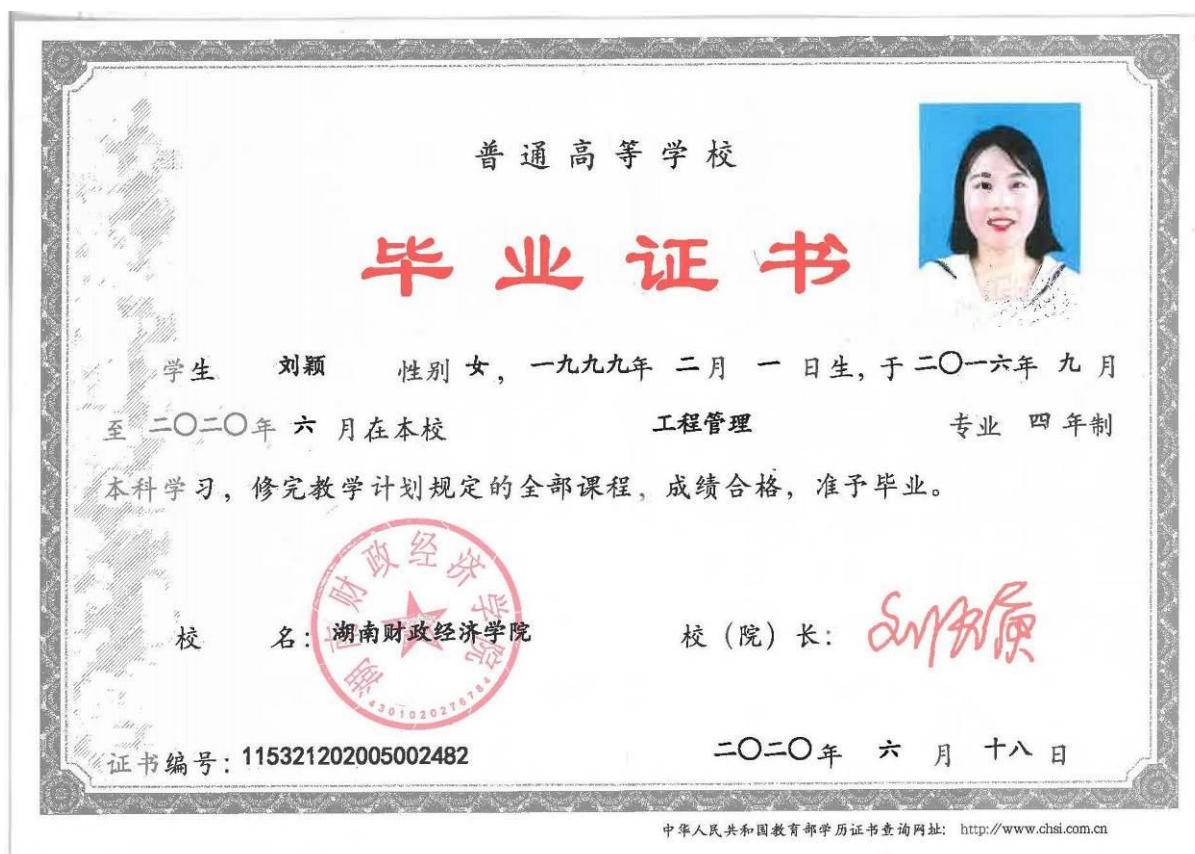 普通高等学校
毕业证书
学生 刘颖 性别 女，一九九九年 二月 一 日生，于二〇一六年 九 月
至 二〇二〇年 六 月在本校 工程管理 专业 四 年制
本科学习，修完教学计划规定的全部课程，成绩合格，准予毕业。
湖南财政经济学院
4301020276784
校 名：湖南财政经济学院 校（院）长：
证书编号：115321202005002482 二〇二〇年 六 月 十八 日
中华人民共和国教育部学历证书查询网址： http://www.chsi.com.cn